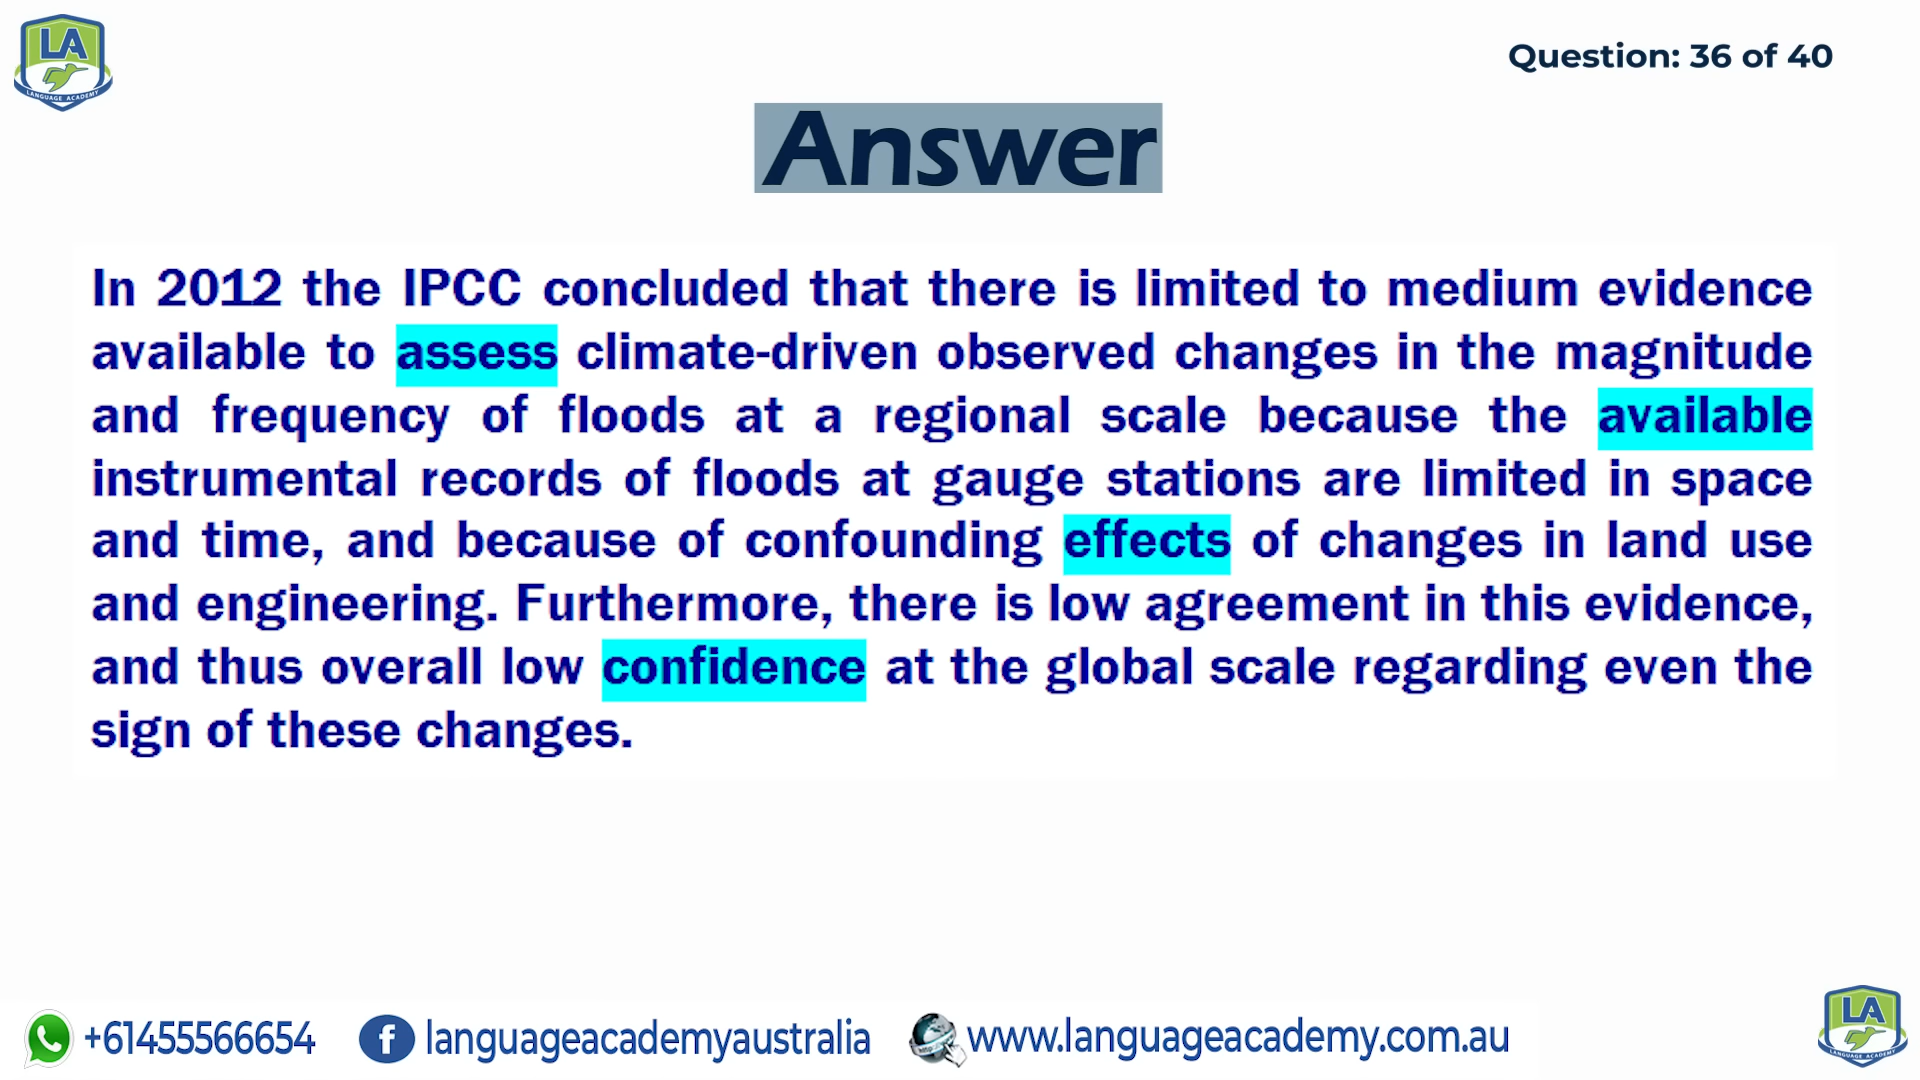 LA
LANGUAGE ACADEMY
Question: 36 of 40
Answer
In 2012 the IPCC concluded that there is limited to medium evidence
available to assess climate-driven observed changes in the magnitude
and frequency of floods at a regional scale because the available
instrumental records of floods at gauge stations are limited in space
and time, and because of confounding effects of changes in land use
and engineering. Furthermore, there is low agreement in this evidence,
and thus overall low confidence at the global scale regarding even the
sign of these changes.
+61455566654 f languageacademyaustralia www.languageacademy.com.au
LA
LANGUAGE ACADEMY